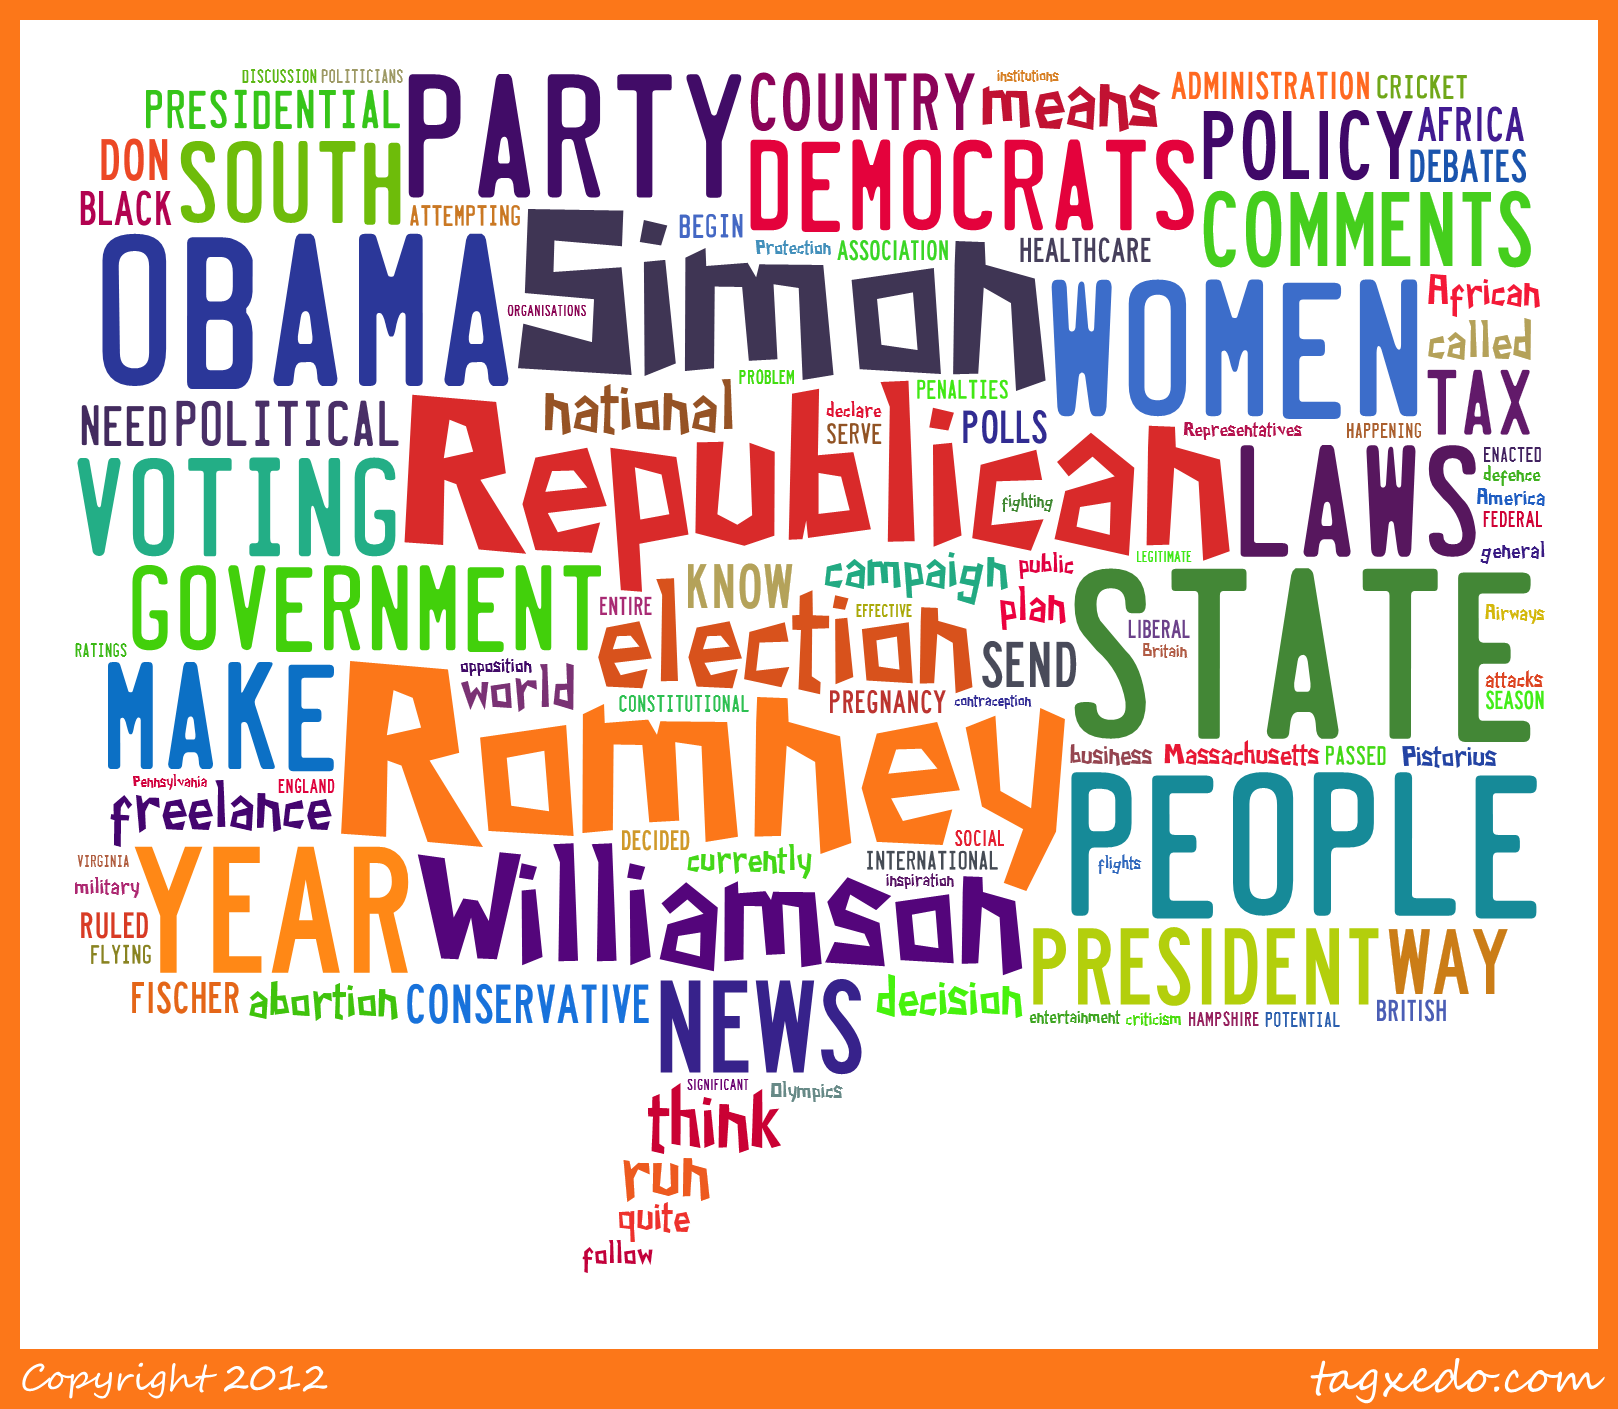 DISCUSSION POLITICIANS
PRESIDENTIAL
PARTY
COUNTRY
institutions
means
ADMINISTRATION CRICKET
DON
SOUTH
DEMOCRATS
POLICY
AFRICA
DEBATES
BLACK
ATTEMPTING
BEGIN
COMMENTS
OBAMA
Simon
Protection ASSOCIATION
HEALTHCARE
ORGANISATIONS
WOMEN
African
called
PROBLEM
PENALTIES
TAX
NEED POLITICAL
national
declare
SERVE
POLLS
Representatives
HAPPENING
VOTING
Republican
fighting
LAWS
ENACTED
defence
America
FEDERAL
general
LEGITIMATE
GOVERNMENT
ENTIRE
KNOW
campaign
public
plan
STATE
EFFECTIVE
election
LIBERAL
Britain
Airways
RATINGS
opposition
world
SEND
attacks
SEASON
MAKE
CONSTITUTIONAL
PREGNANCY
contraception
Romney
business Massachusetts PASSED Pistorius
Pennsylvania
ENGLAND
freelance
PEOPLE
DECIDED
SOCIAL
VIRGINIA
YEAR
Williamson
currently
INTERNATIONAL
flights
military
inspiration
RULED
FLYING
PRESIDENT
WAY
FISCHER
abortion
CONSERVATIVE
NEWS
decision
entertainment criticism HAMPSHIRE POTENTIAL
BRITISH
SIGNIFICANT
Olympics
think
run
quite
follow
Copyright 2012
tagxedo.com